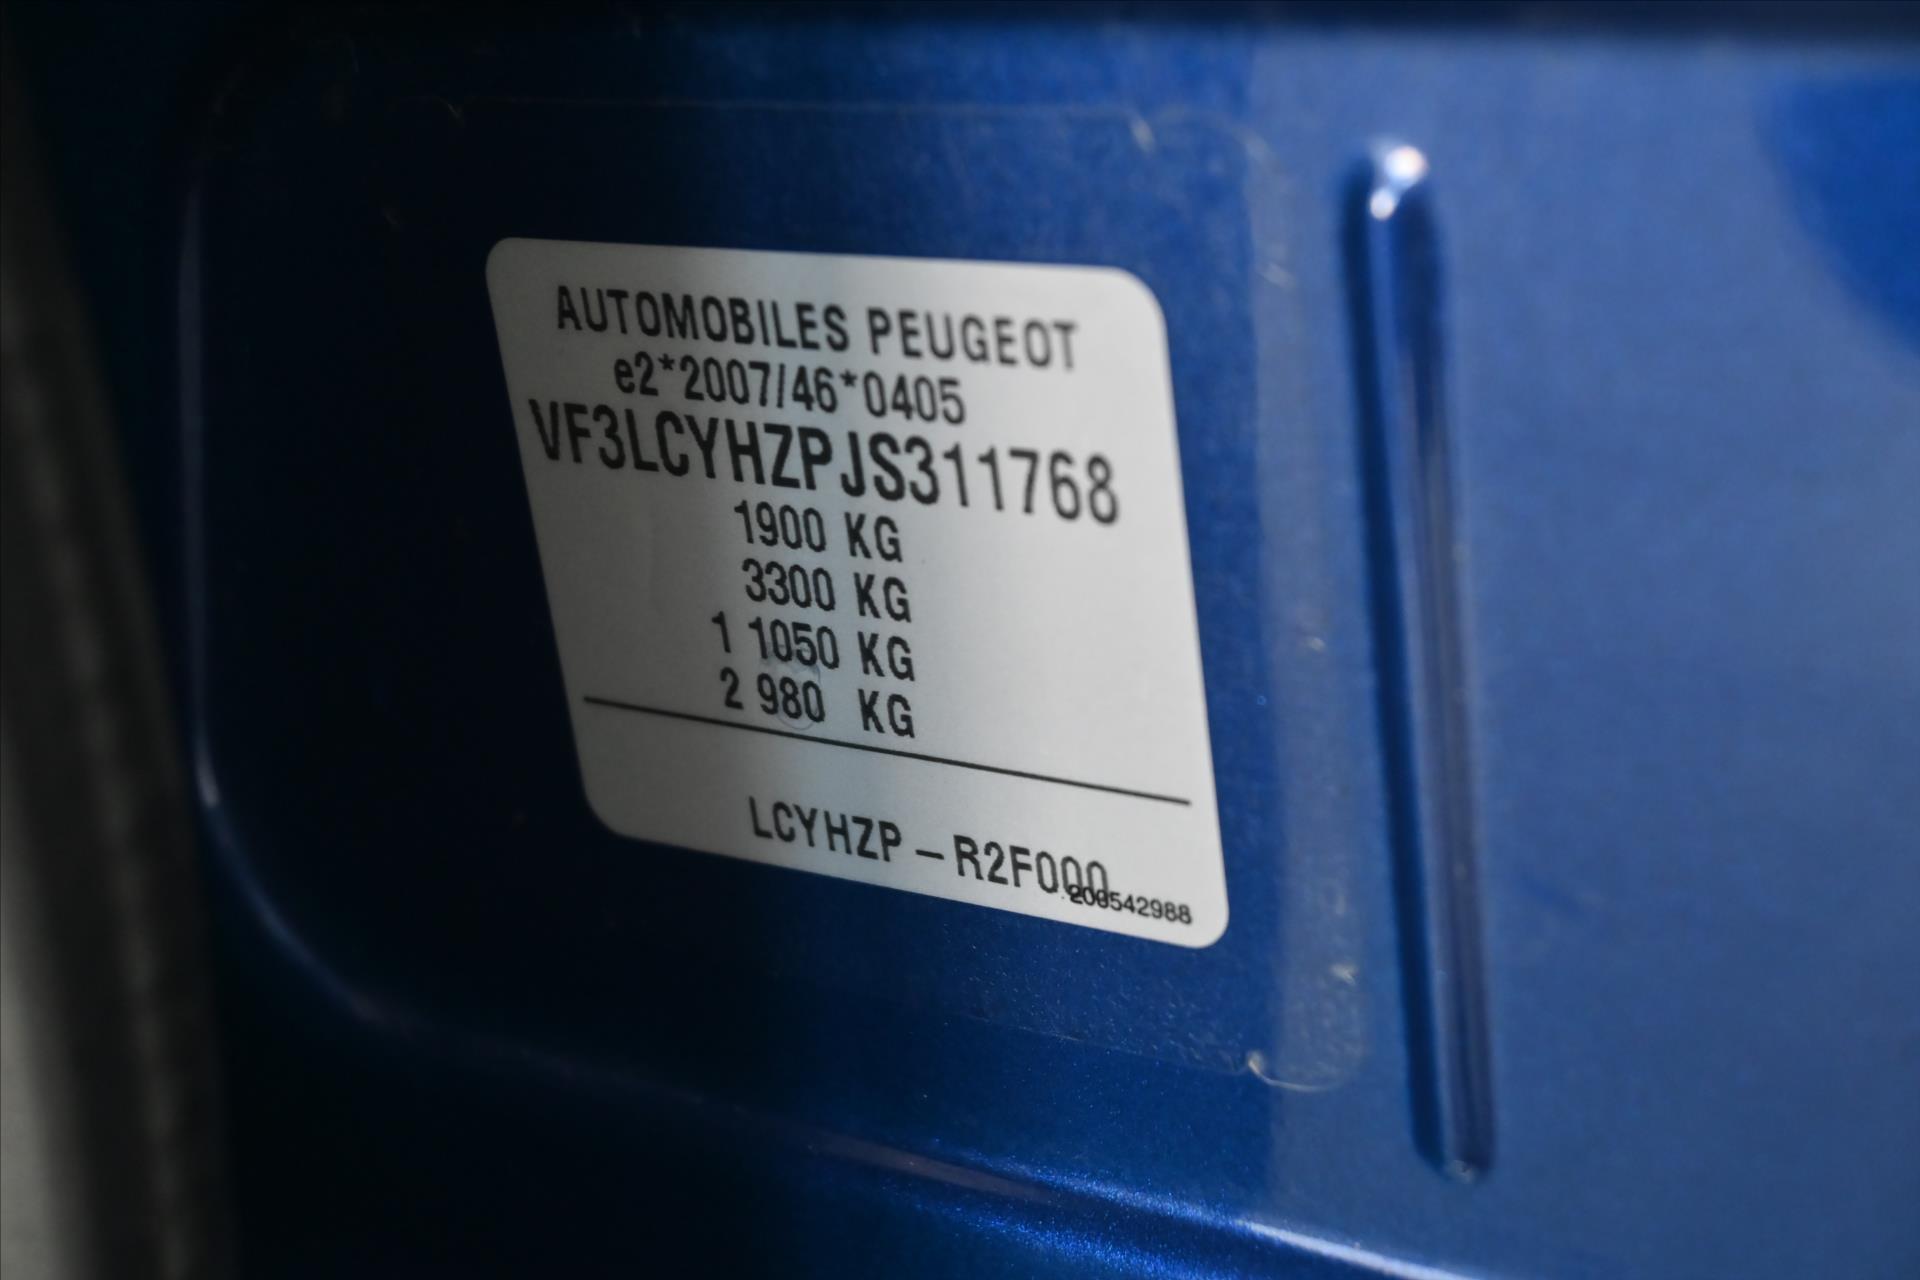 AUTOMOBILES PEUGEOT
e2*2007/46*0405
VF3LCYHZPJS311768
1900 KG
3300 KG
1 1050 KG
2 980 KG
LCYHZP – R2F000
200542988